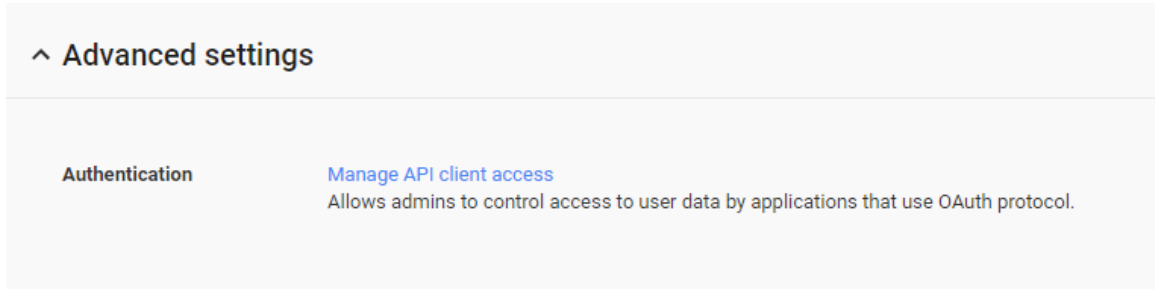 Advanced settings
Authentication
Manage API client access
Allows admins to control access to user data by applications that use OAuth protocol.